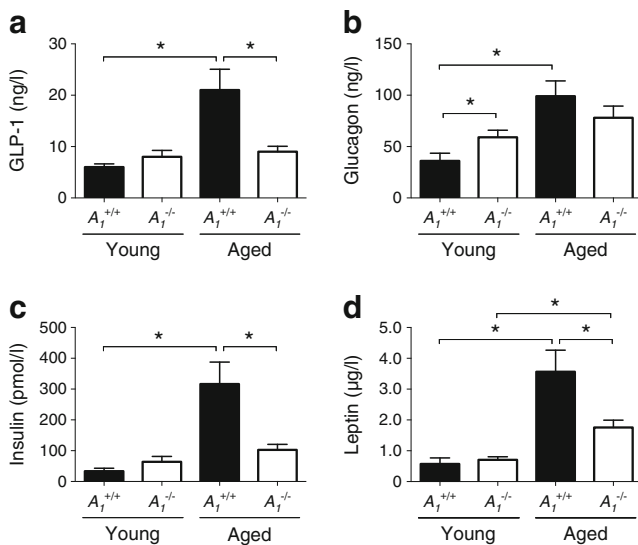 a
GLP-1 (ng/l)
30
20
10
0
* *
A₁⁺/⁺ A₁⁻/⁻ A₁⁺/⁺ A₁⁻/⁻
Young Aged
b
Glucagon (ng/l)
150
100
50
0
*
*
A₁⁺/⁺ A₁⁻/⁻ A₁⁺/⁺ A₁⁻/⁻
Young Aged
c
Insulin (pmol/l)
500
400
300
200
100
0
* *
A₁⁺/⁺ A₁⁻/⁻ A₁⁺/⁺ A₁⁻/⁻
Young Aged
d
Leptin (μg/l)
5.0
4.0
3.0
2.0
1.0
0
*
* *
A₁⁺/⁺ A₁⁻/⁻ A₁⁺/⁺ A₁⁻/⁻
Young Aged